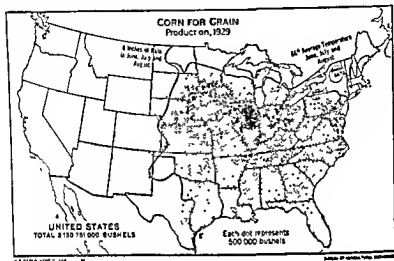 CORN FOR GRAIN
Production, 1929
8 Inches of Rain
in June, July and
August
66° Average Temperature
June, July and
August
UNITED STATES
TOTAL 2 130 751 000 BUSHELS
Each dot represents
500 000 bushels